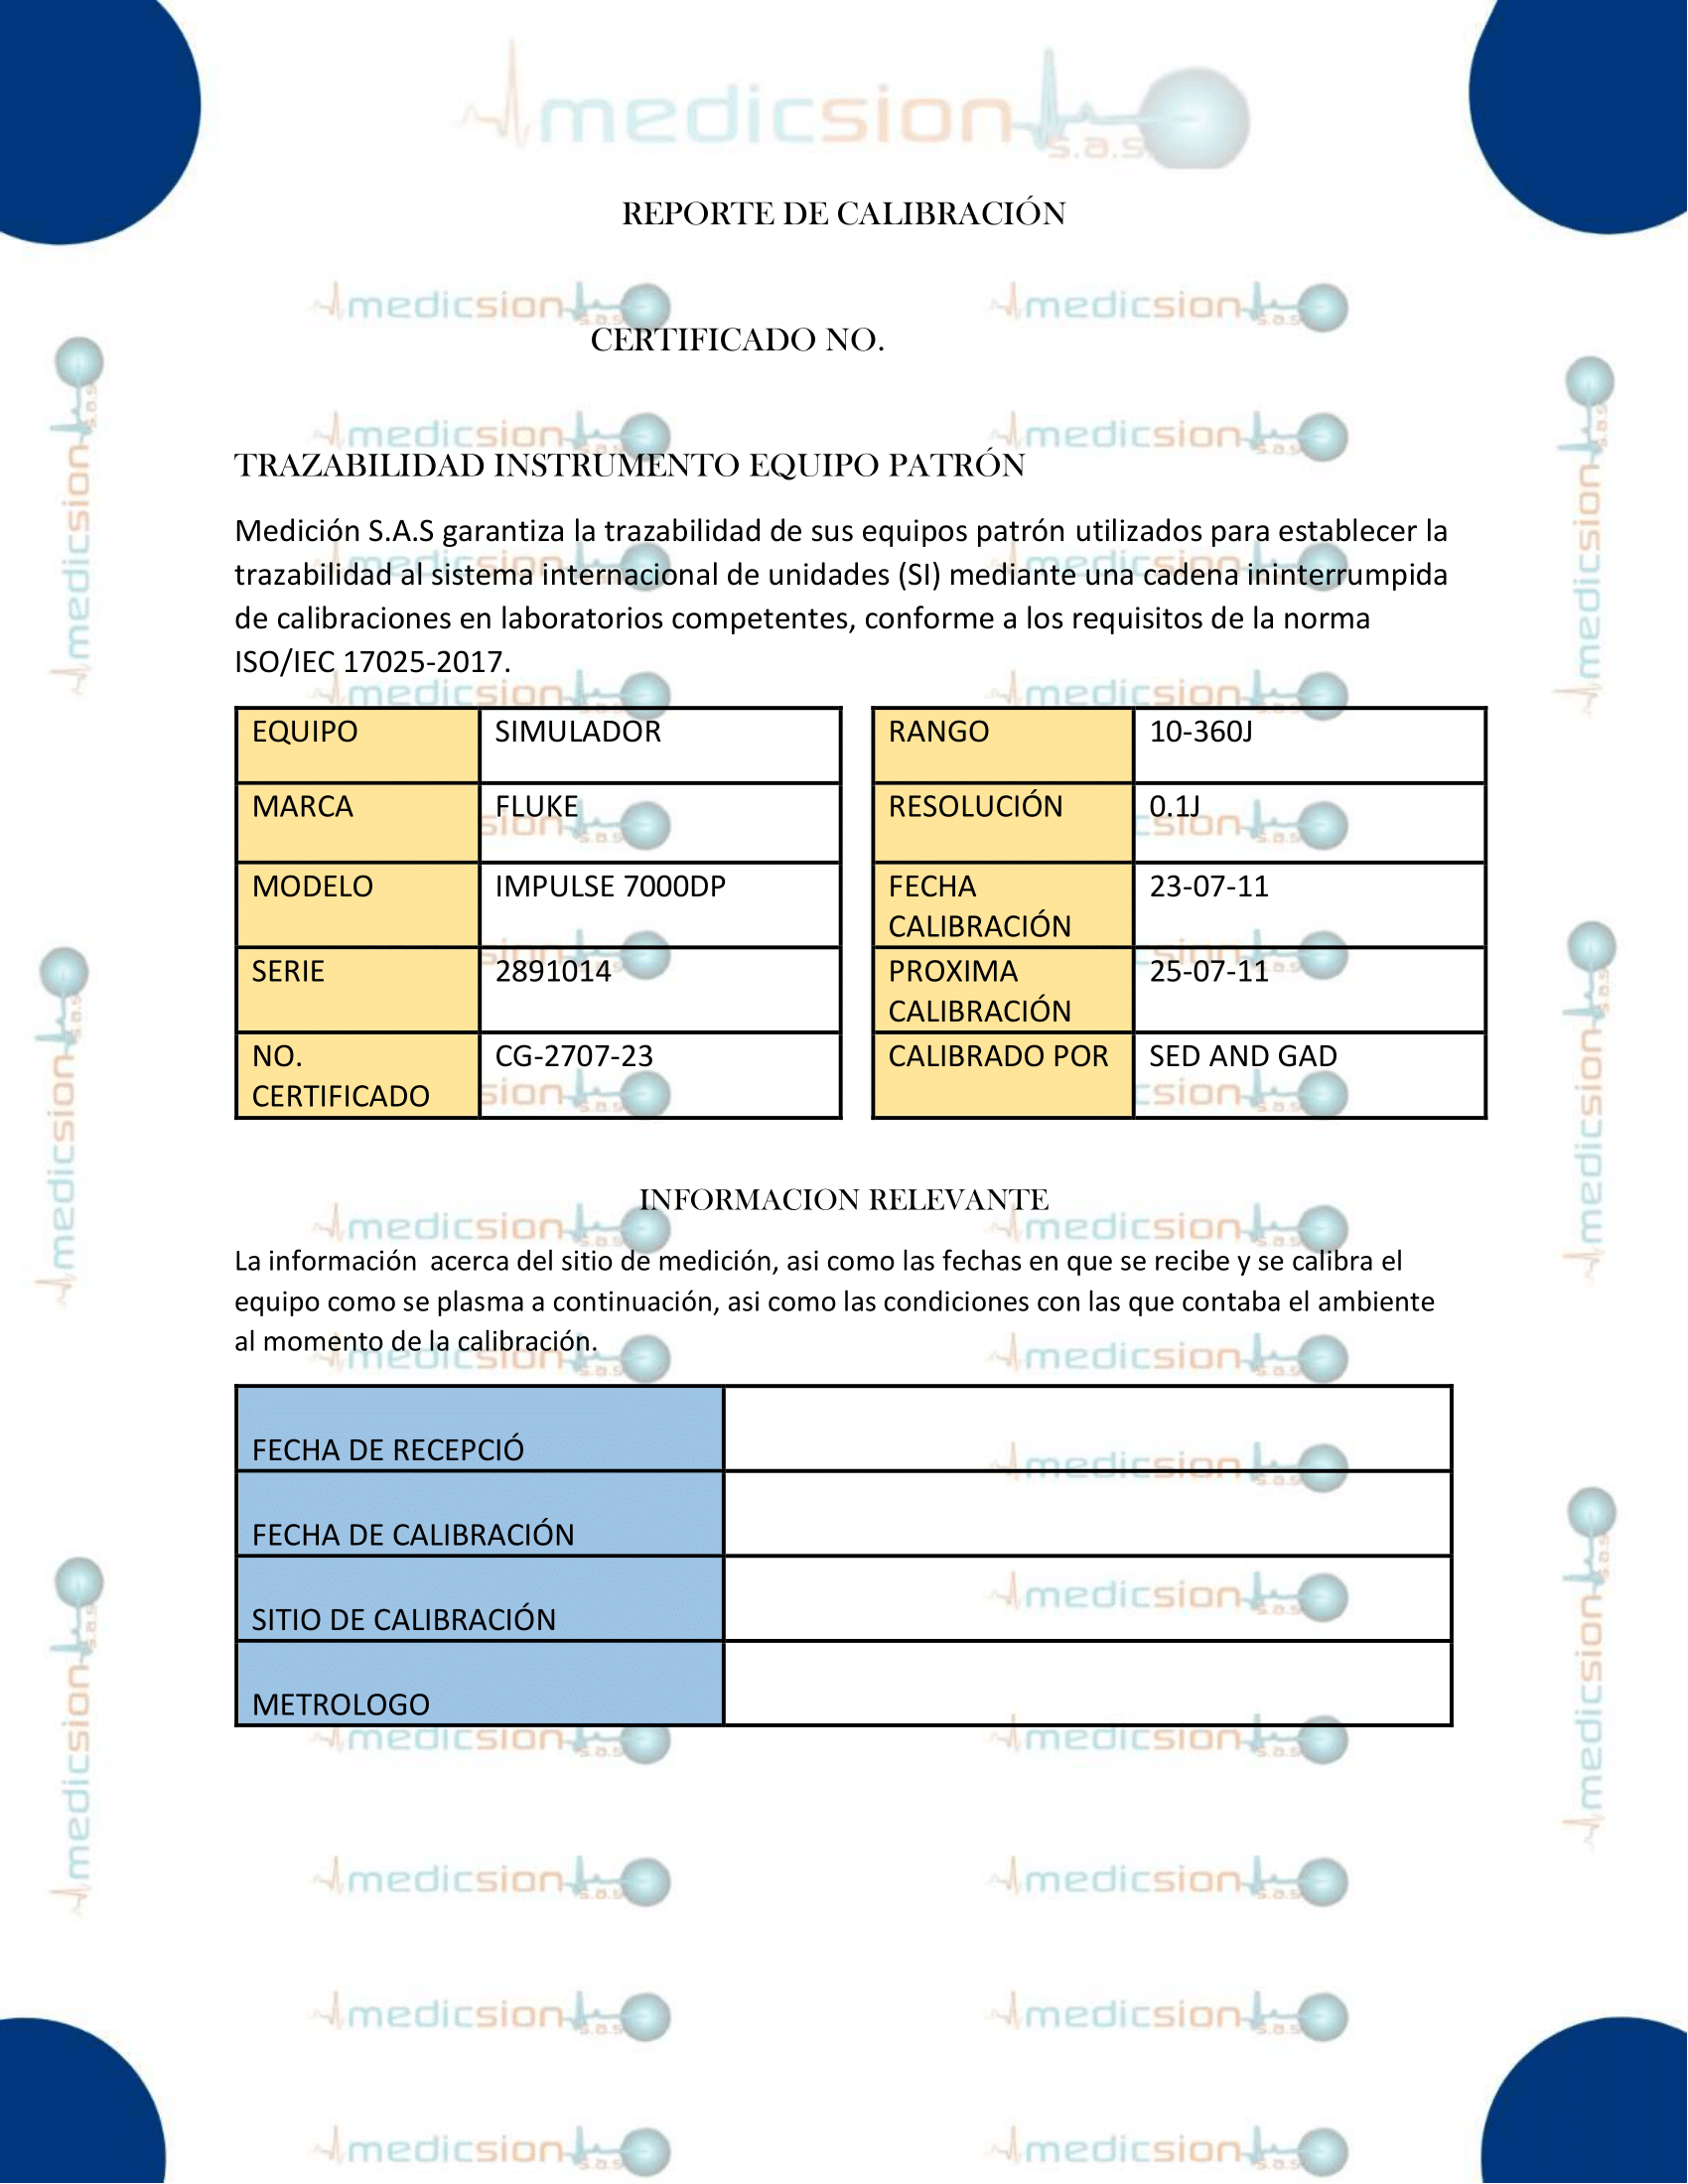 medicsion s.a.s
REPORTE DE CALIBRACIÓN
CERTIFICADO NO.
TRAZABILIDAD INSTRUMENTO EQUIPO PATRÓN
Medición S.A.S garantiza la trazabilidad de sus equipos patrón utilizados para establecer la
trazabilidad al sistema internacional de unidades (SI) mediante una cadena ininterrumpida
de calibraciones en laboratorios competentes, conforme a los requisitos de la norma
ISO/IEC 17025-2017.
EQUIPO SIMULADOR RANGO 10-360J
MARCA FLUKE RESOLUCIÓN 0.1J
MODELO IMPULSE 7000DP FECHA 23-07-11
CALIBRACIÓN
SERIE 2891014 PROXIMA 25-07-11
CALIBRACIÓN
NO. CG-2707-23 CALIBRADO POR SED AND GAD
CERTIFICADO
INFORMACION RELEVANTE
La información acerca del sitio de medición, asi como las fechas en que se recibe y se calibra el
equipo como se plasma a continuación, asi como las condiciones con las que contaba el ambiente
al momento de la calibración.
FECHA DE RECEPCIÓ
FECHA DE CALIBRACIÓN
SITIO DE CALIBRACIÓN
METROLOGO